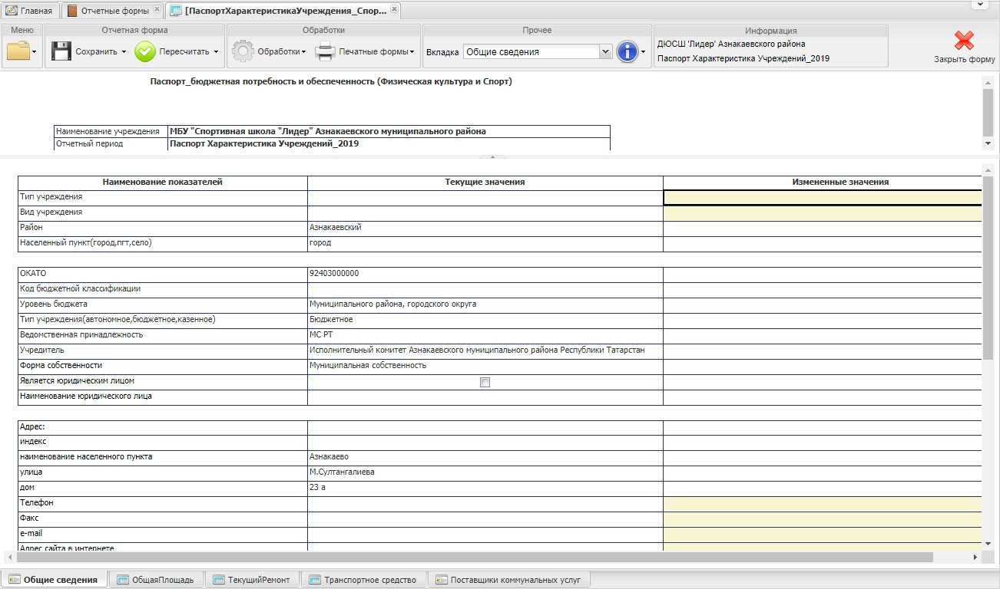 Главная
Отчетные формы
[ПаспортХарактеристикаУчреждения_Спор...
Меню
Отчетная форма
Обработки
Прочее
Информация
Сохранить
Пересчитать
Обработки
Печатные формы
Вкладка
Общие сведения
ДЮСШ 'Лидер' Азнакаевского района
Паспорт Характеристика Учреждений_2019
Закрыть форму
Паспорт_бюджетная потребность и обеспеченность (Физическая культура и Спорт)
Наименование учреждения МБУ "Спортивная школа "Лидер" Азнакаевского муниципального района
Отчетный период Паспорт Характеристика Учреждений_2019
Наименование показателей Текущие значения Измененные значения
Тип учреждения
Вид учреждения
Район Азнакаевский
Населенный пункт(город,пгт,село) город
ОКАТО 92403000000
Код бюджетной классификации
Уровень бюджета Муниципального района, городского округа
Тип учреждения(автономное,бюджетное,казенное) Бюджетное
Ведомственная принадлежность МС РТ
Учредитель Исполнительный комитет Азнакаевского муниципального района Республики Татарстан
Форма собственности Муниципальная собственность
Является юридическим лицом
Наименование юридического лица
Адрес:
индекс
наименование населенного пункта Азнакаево
улица М.Султангалиева
дом 23 а
Телефон
Факс
e-mail
Адрес сайта в интернете
Общие сведения
ОбщаяПлощадь
ТекущийРемонт
Транспортное средство
Поставщики коммунальных услуг